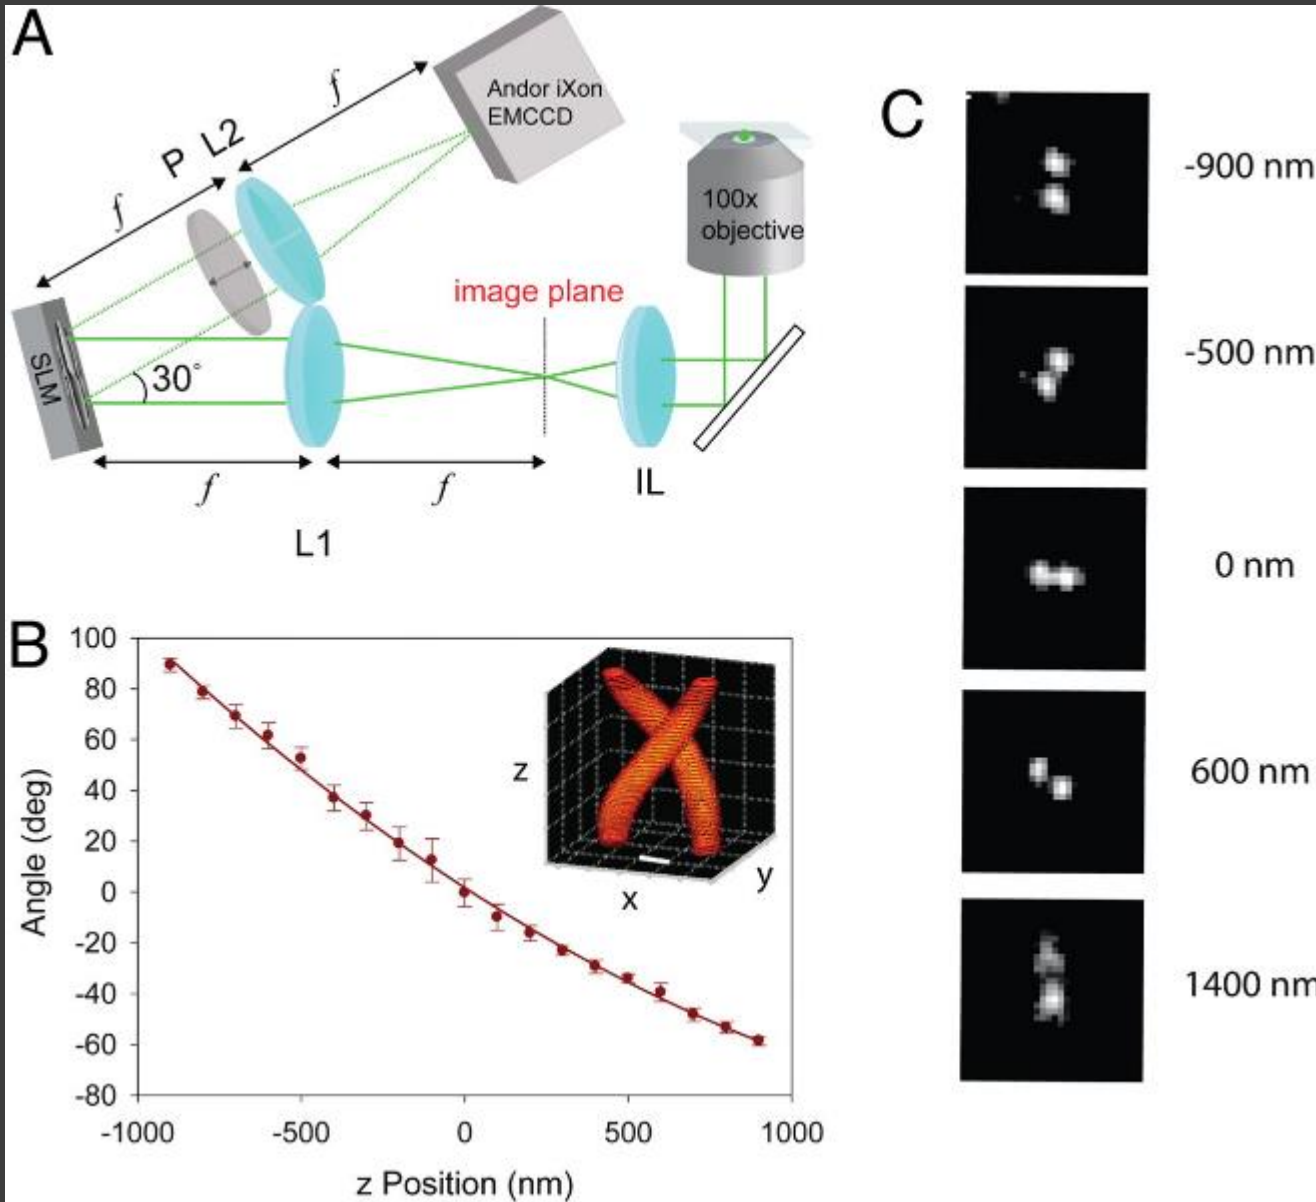 A
f
Andor iXon
EMCCD
P L2
f
100x
objective
image plane
SLM
30°
f
f
IL
L1
B
100
80
60
40
20
0
-20
-40
-60
-80
Angle (deg)
-1000
-500
0
500
1000
z Position (nm)
z
x
y
C
-900 nm
-500 nm
0 nm
600 nm
1400 nm